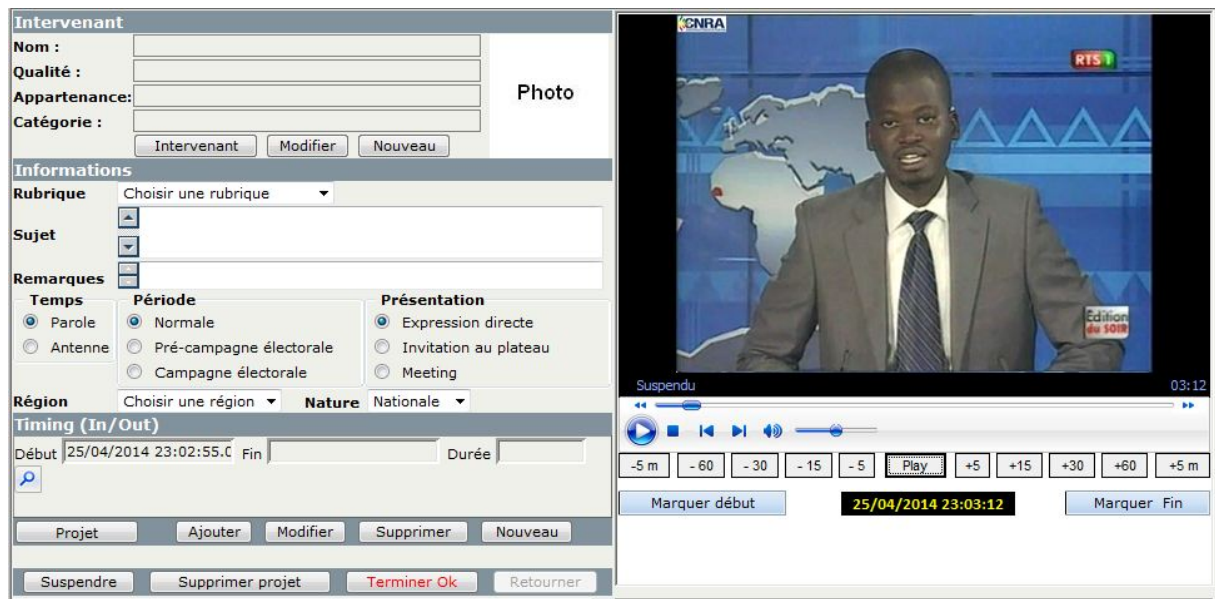 Intervenant
Nom :
Qualité :
Appartenance:
Catégorie :
Photo
Intervenant Modifier Nouveau
Informations
Rubrique Choisir une rubrique
Sujet
Remarques
Temps Période Présentation
Parole Normale Expression directe
Antenne Pré-campagne électorale Invitation au plateau
Campagne électorale Meeting
Région Choisir une région Nature Nationale
Timing (In/Out)
Début 25/04/2014 23:02:55.0 Fin Durée
Projet Ajouter Modifier Supprimer Nouveau
Suspendre Supprimer projet Terminer Ok Retourner
CNRA
RTS 1
Edition
du SOIR
Suspendu 03:12
-5 m - 60 - 30 - 15 - 5 Play +5 +15 +30 +60 +5 m
Marquer début 25/04/2014 23:03:12 Marquer Fin